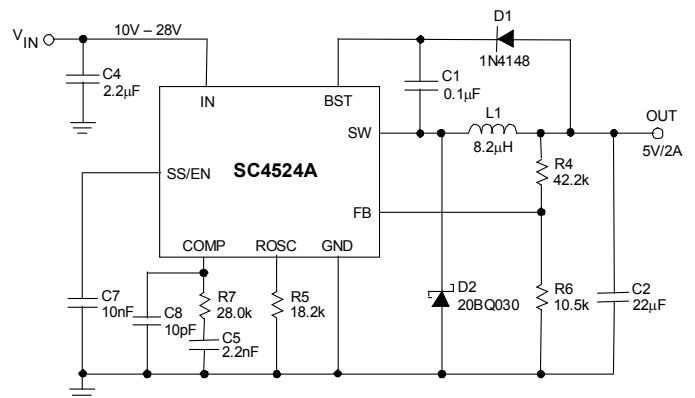 D1
VIN
10V – 28V
1N4148
C4
2.2μF
C1
0.1μF
IN
BST
L1
OUT
SW
8.2μH
5V/2A
SS/EN
SC4524A
R4
42.2k
FB
COMP
ROSC
GND
C7
10nF
C8
10pF
R7
28.0k
C5
2.2nF
R5
18.2k
D2
20BQ030
R6
10.5k
C2
22μF